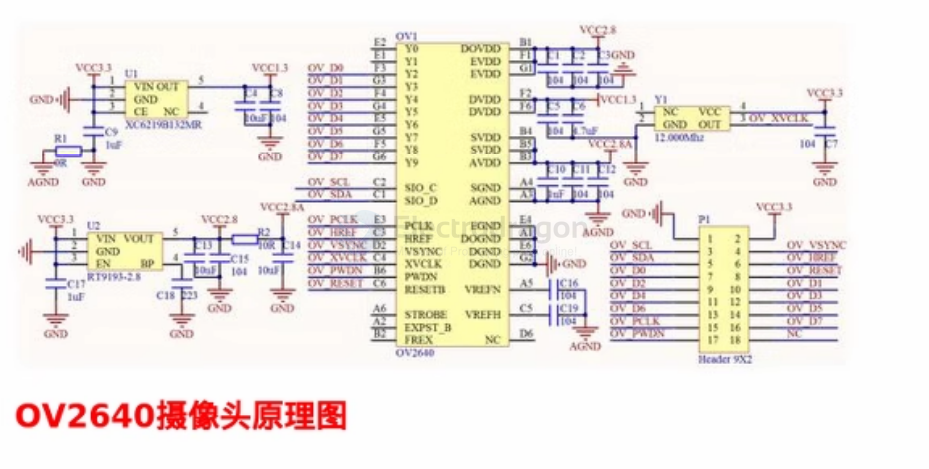 OV1
VCC3.3
U1
VCC1.3
1 VIN OUT 5
2 GND
3 CE NC 4
GND
XC6219B132MR
C4 C8
10uF 104
GND
R1
0R
C9
1uF
AGND
GND
VCC3.3
U2
VCC2.8
VCC2.8A
1 VIN VOUT 5
2 GND
3 EN BP 4
RT9193-2.8
R2
10R
C13
10uF
C15
104
C14
10uF
C17
1uF
C18 223
GND
GND
GND
GND
E2 Y0
E1 Y1
OV_D0 F3 Y2
OV_D1 G3 Y3
OV_D2 F4 Y4
OV_D3 G4 Y5
OV_D4 E5 Y6
OV_D5 G5 Y7
OV_D6 F5 Y8
OV_D7 G6 Y9
OV_SCL C2 SIO_C
OV_SDA C1 SIO_D
OV_PCLK E3 PCLK
OV_HREF C3 HREF
OV_VSYNC D2 VSYNC
OV_XVCLK C4 XVCLK
OV_PWDN B6 PWDN
OV_RESET C6 RESETB
A6 STROBE
A2 EXPST_B
B2 FREX
OV2640
DOVDD B1
EVDD F1
EVDD G1
DVDD F2
DVDD F6
SVDD B4
SVDD B5
AVDD B3
SGND A4
AGND A3
EGND E4
DOGND A1
DGND E6
DGND G2
VREFN A5
VREFH C5
NC D6
VCC2.8
C1 C2 C3
GND
104 104 104
VCC1.3
C5 C6
104 4.7uF
VCC2.8A
C10 C11 C12
1uF 104 104
AGND
GND
C16
104
C19
104
AGND
Y1
VCC3.3
1 NC VCC 4
2 GND OUT 3 OV_XVCLK
12.000Mhz
104 C7
GND
GND
GND
P1
VCC3.3
1 2
OV_SCL 3 4 OV_VSYNC
OV_SDA 5 6 OV_HREF
OV_D0 7 8 OV_RESET
OV_D2 9 10 OV_D1
OV_D4 11 12 OV_D3
OV_D6 13 14 OV_D5
OV_PCLK 15 16 OV_D7
OV_PWDN 17 18 NC
Header 9X2
OV2640摄像头原理图